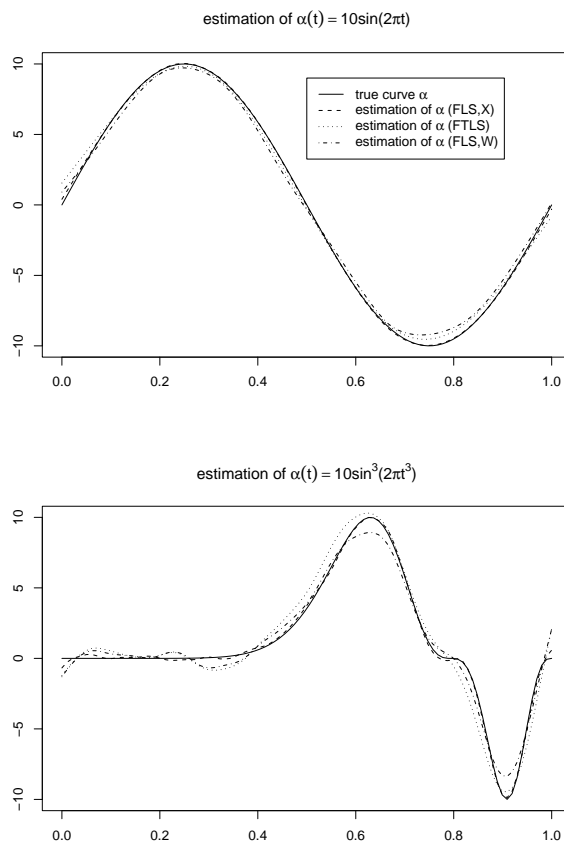 estimation of α(t) = 10sin(2πt)
10
5
0
−5
−10
true curve α
estimation of α (FLS,X)
estimation of α (FTLS)
estimation of α (FLS,W)
0.0 0.2 0.4 0.6 0.8 1.0
estimation of α(t) = 10sin³(2πt³)
10
5
0
−5
−10
0.0 0.2 0.4 0.6 0.8 1.0